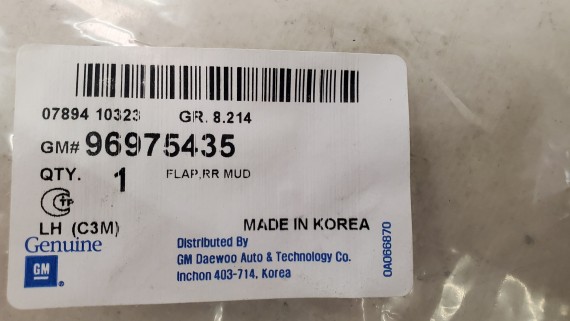 07894 10323 GR. 8.214
GM# 96975435
QTY. 1 FLAP,RR MUD
LH (C3M) MADE IN KOREA
Genuine
GM
Distributed By
GM Daewoo Auto & Technology Co.
Inchon 403-714, Korea
0A066870